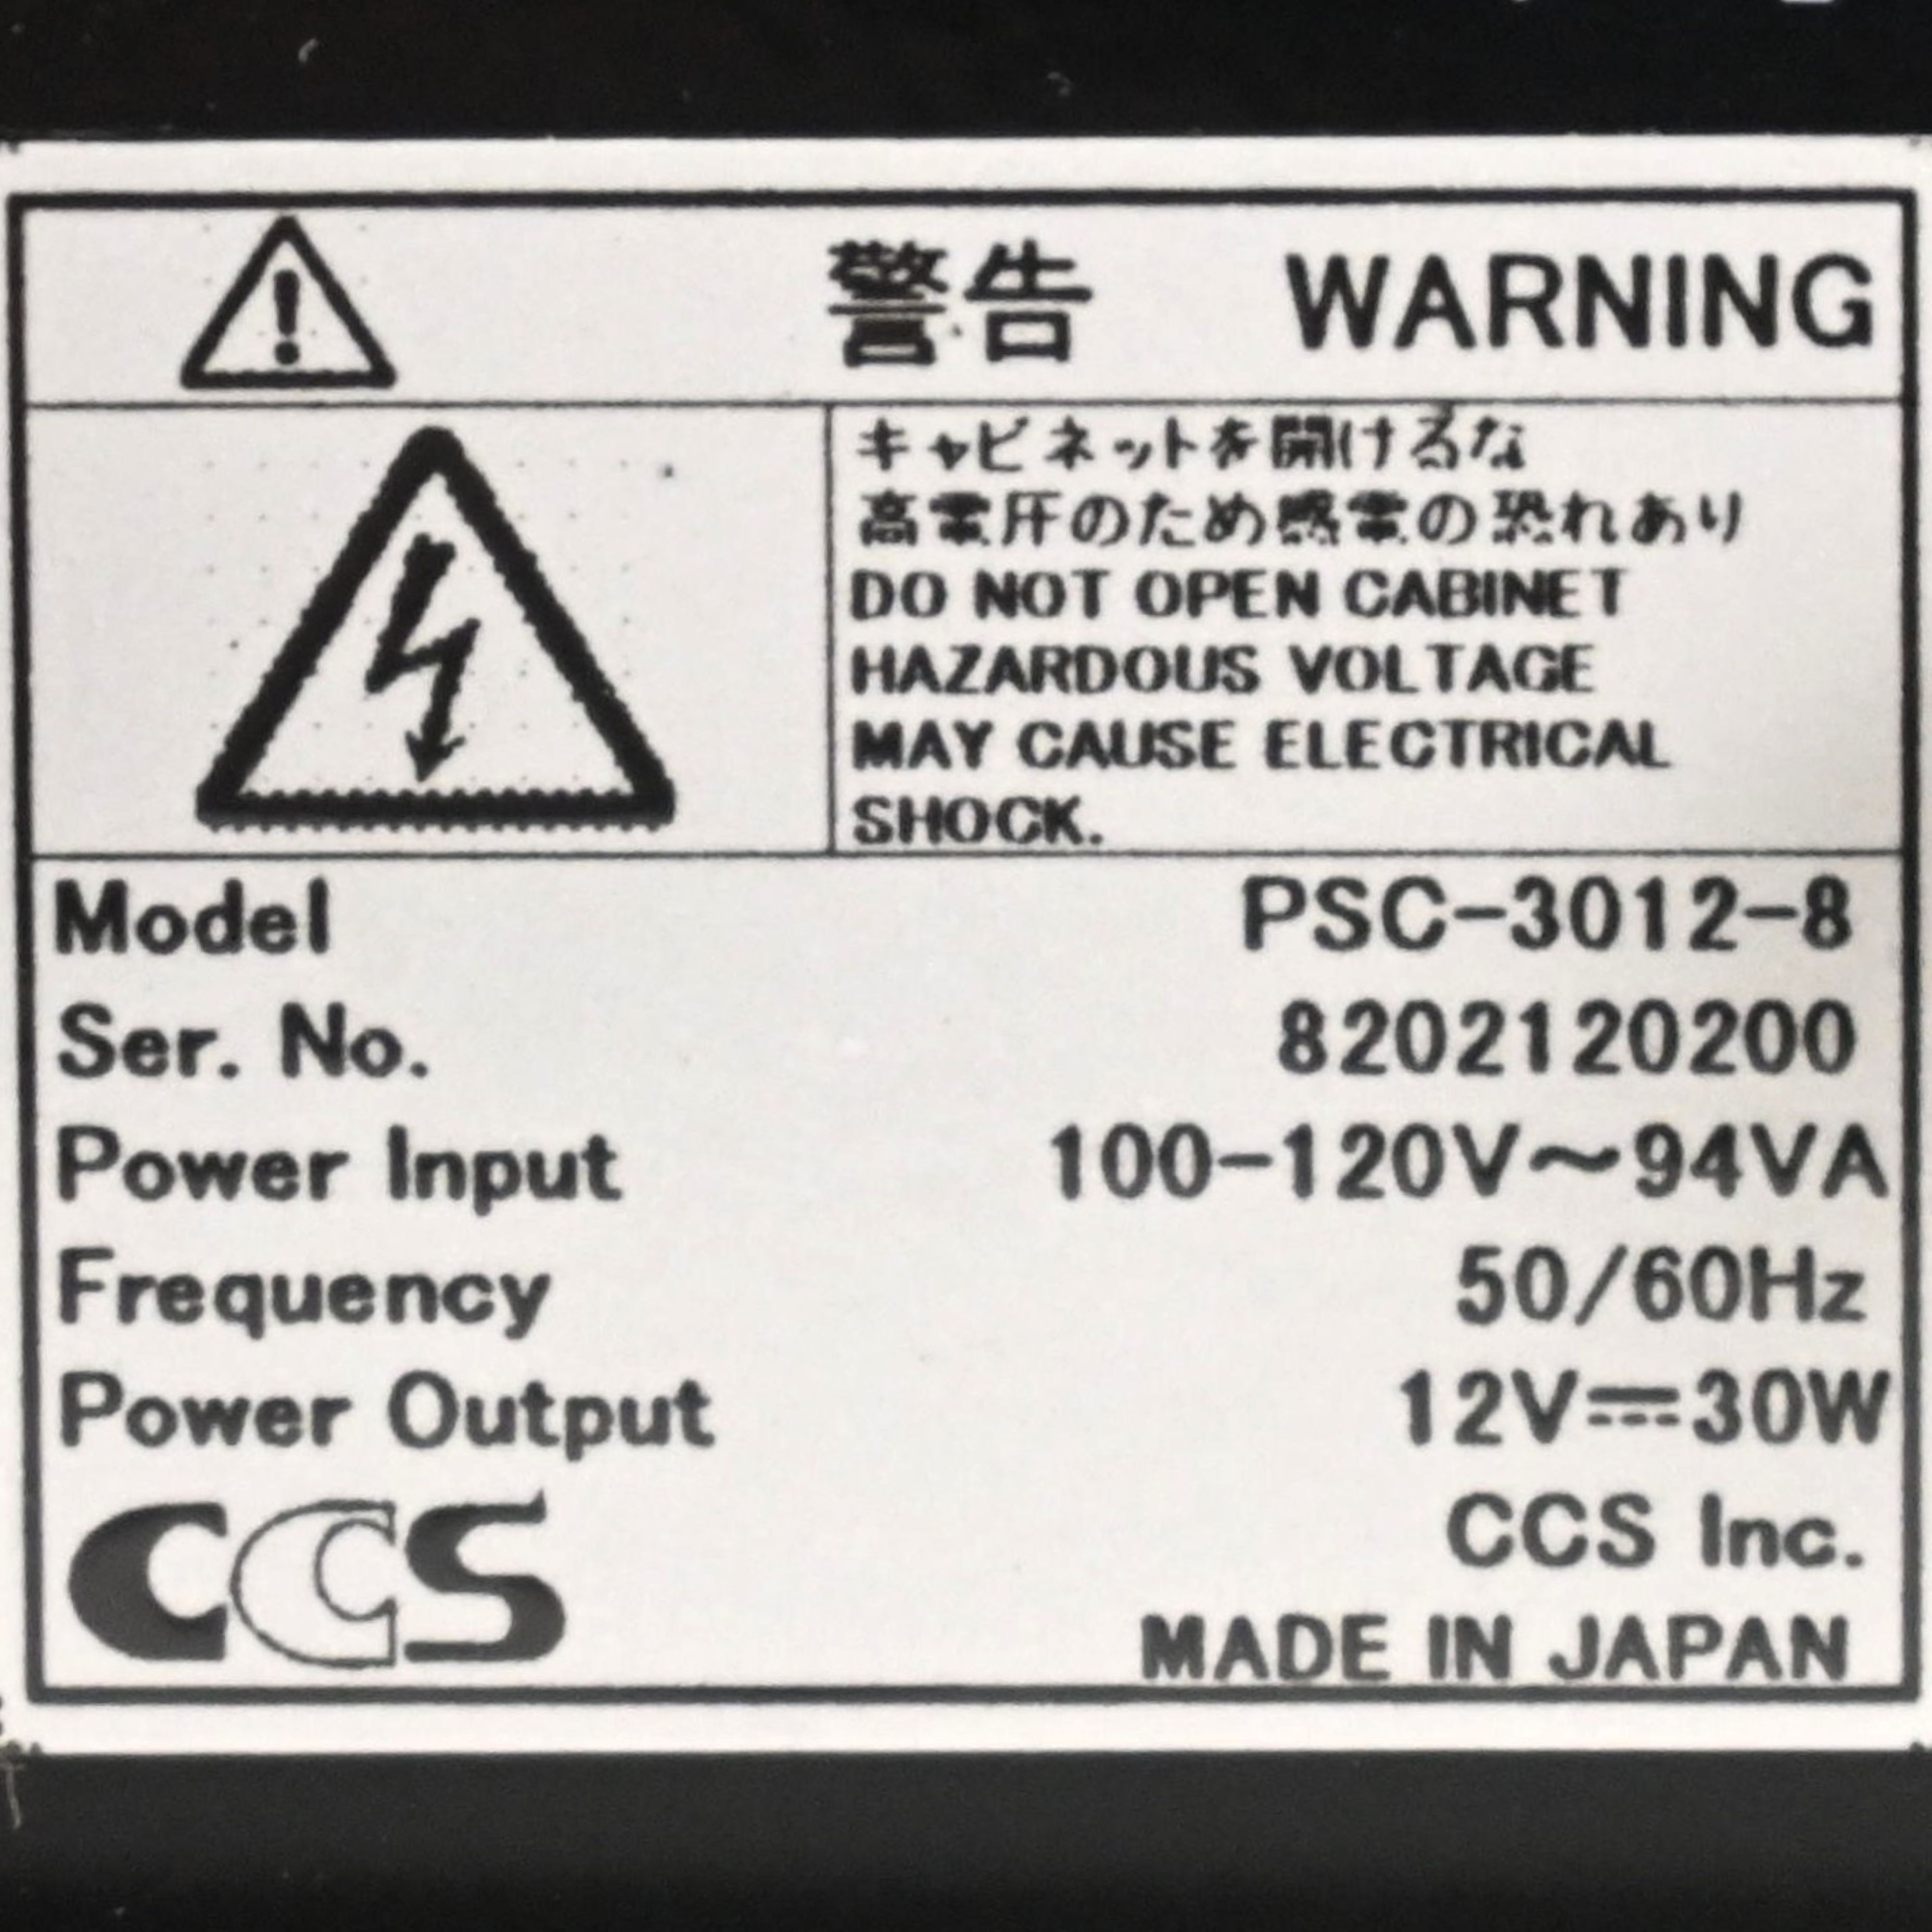 警告 WARNING
キャビネットを開けるな
高電圧のため感電の恐れあり
DO NOT OPEN CABINET
HAZARDOUS VOLTAGE
MAY CAUSE ELECTRICAL
SHOCK.
Model PSC-3012-8
Ser. No. 8202120200
Power Input 100-120V～94VA
Frequency 50/60Hz
Power Output 12V⎓30W
CCS CCS Inc.
MADE IN JAPAN